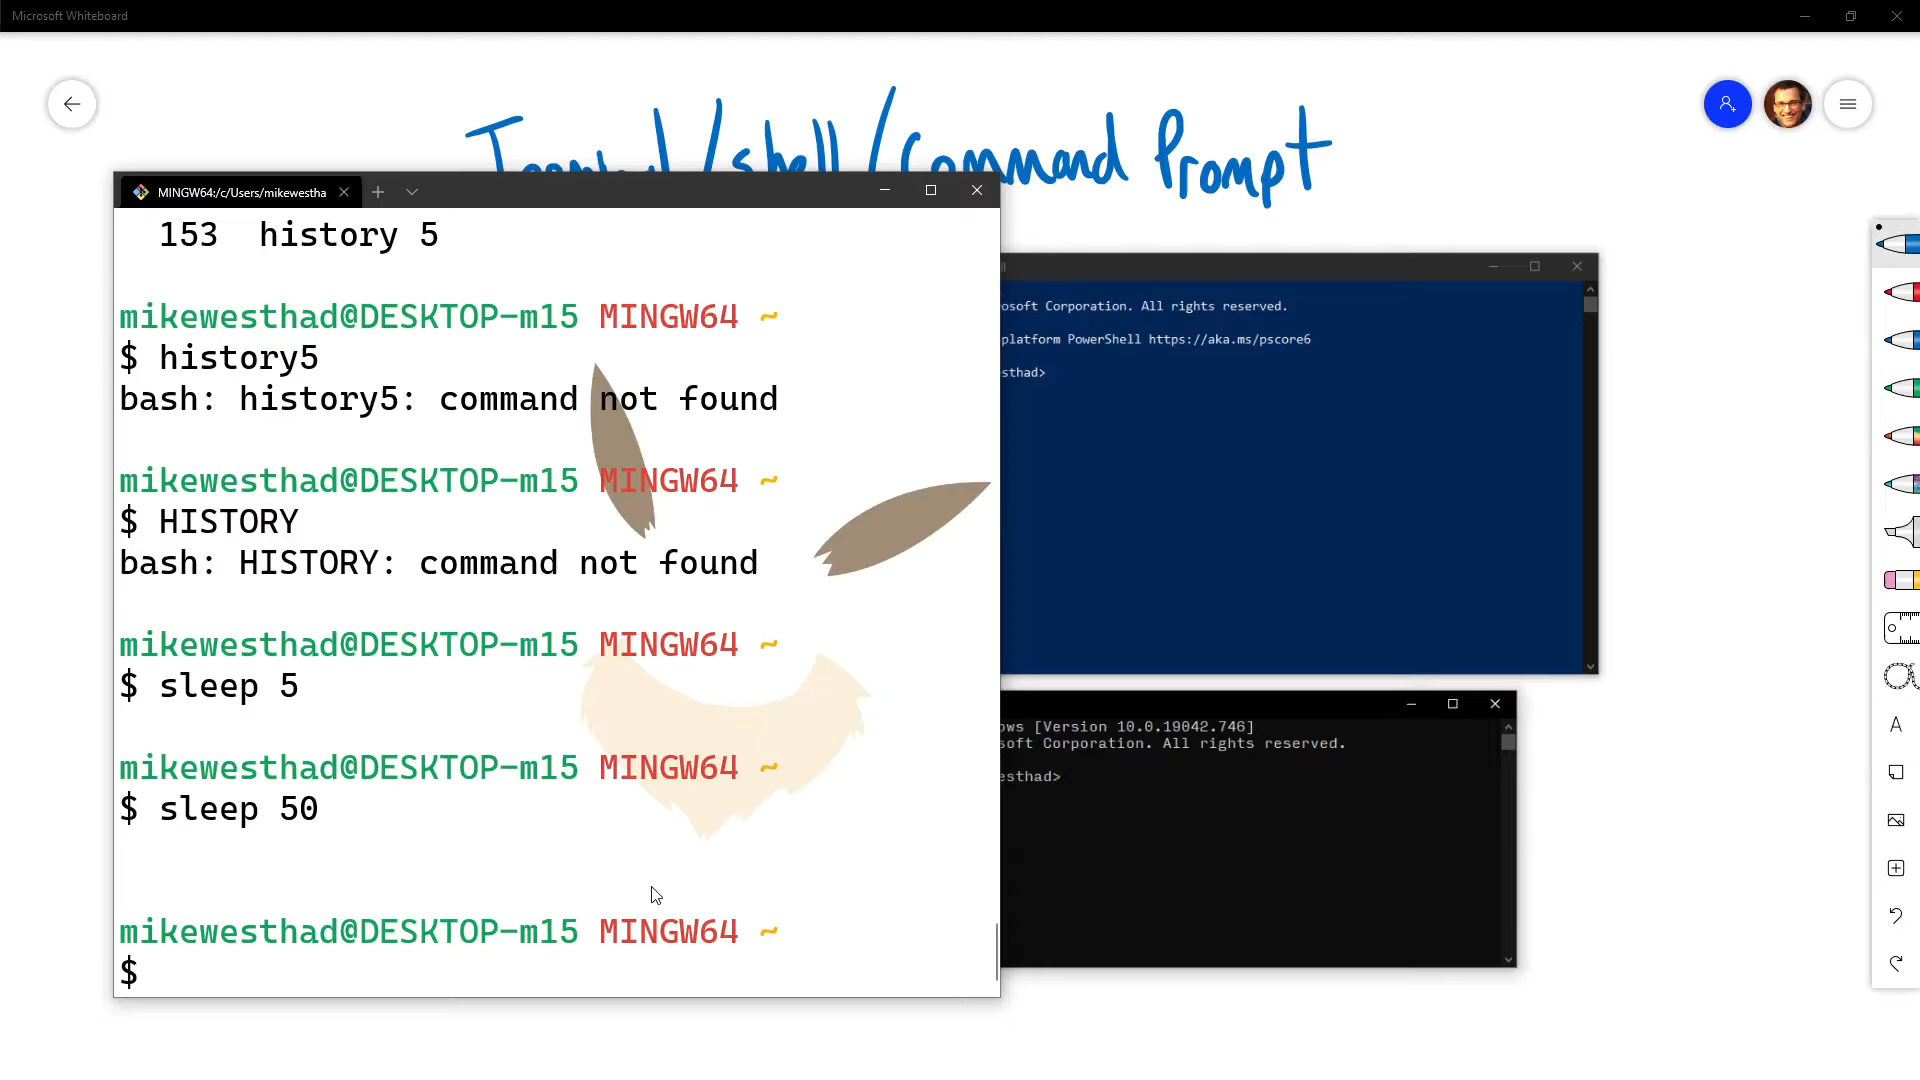 Microsoft Whiteboard
/shell/Command Prompt
MINGW64:/c/Users/mikewestha
153  history 5
mikewesthad@DESKTOP-m15 MINGW64 ~
$ history5
bash: history5: command not found
mikewesthad@DESKTOP-m15 MINGW64 ~
$ HISTORY
bash: HISTORY: command not found
mikewesthad@DESKTOP-m15 MINGW64 ~
$ sleep 5
mikewesthad@DESKTOP-m15 MINGW64 ~
$ sleep 50
mikewesthad@DESKTOP-m15 MINGW64 ~
$
osoft Corporation. All rights reserved.
platform PowerShell https://aka.ms/pscore6
sthad>
ows [Version 10.0.19042.746]
soft Corporation. All rights reserved.
esthad>
A